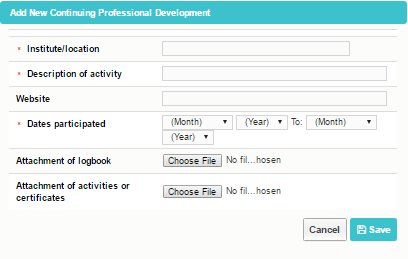 Add New Continuing Professional Development
* Institute/location
* Description of activity
Website
* Dates participated (Month) (Year) To: (Month)
(Year)
Attachment of logbook Choose File No fil...hosen
Attachment of activities or
certificates Choose File No fil...hosen
Cancel Save